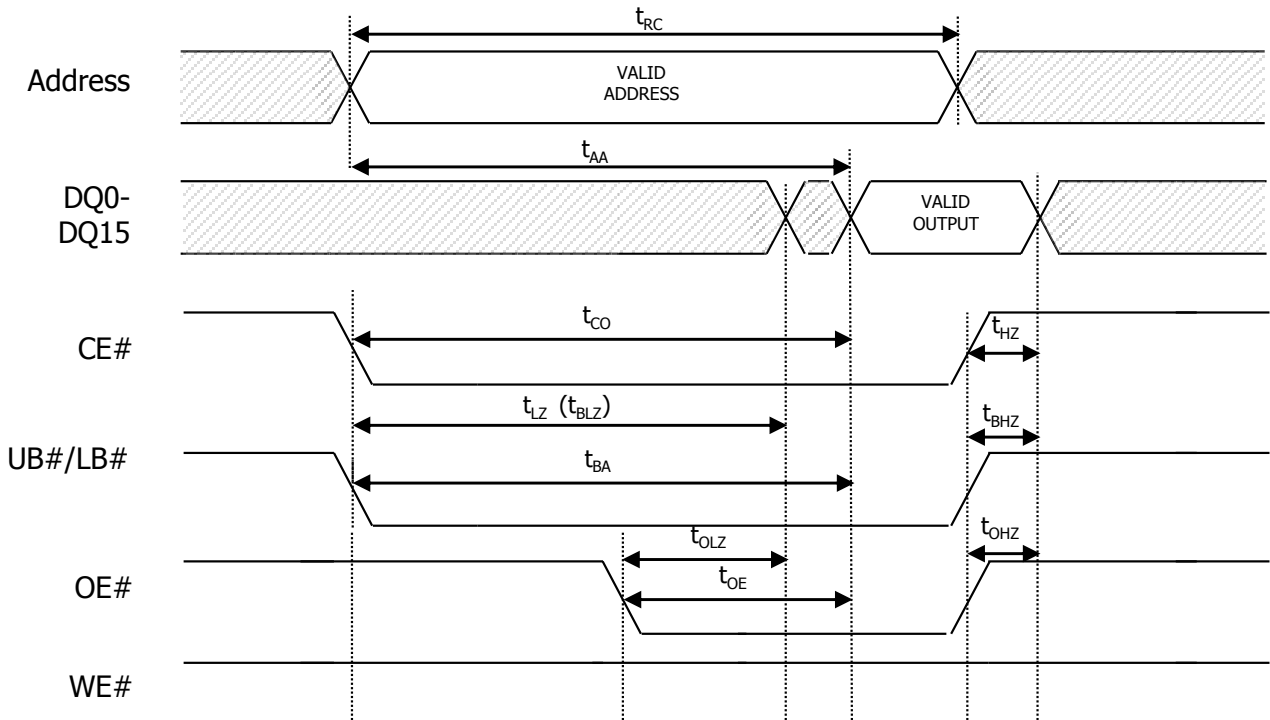 tRC
Address
VALID
ADDRESS
tAA
DQ0-
DQ15
VALID
OUTPUT
CE#
tCO
tHZ
tLZ (tBLZ)
tBHZ
UB#/LB#
tBA
tOLZ
tOHZ
OE#
tOE
WE#